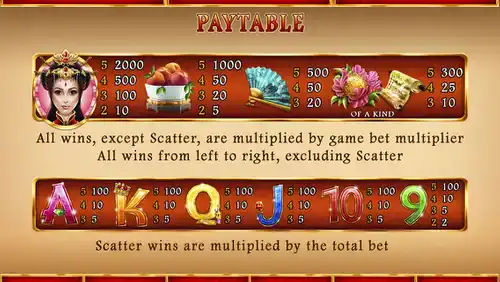 PAYTABLE
5 2000 5 1000 5 500 5 300
4 500 4 50 4 50 4 25
3 100 3 20 3 20 3 10
2 10 2 5
OF A KIND
All wins, except Scatter, are multiplied by game bet multiplier
All wins from left to right, excluding Scatter
A 5 100 K 5 100 Q 5 100 J 5 100 10 5 100 9 5 100
4 10 4 10 4 10 4 10 4 10 4 10
3 5 3 5 3 5 3 5 3 5 3 5
2 2
Scatter wins are multiplied by the total bet